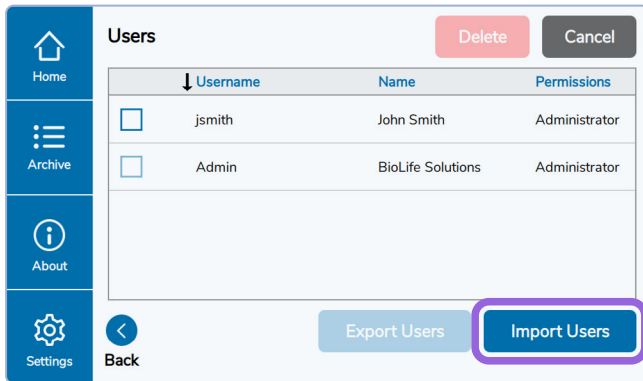 Users
Delete
Cancel
Home
Username Name Permissions
jsmith John Smith Administrator
Archive
Admin BioLife Solutions Administrator
About
Export Users
Import Users
Settings
Back